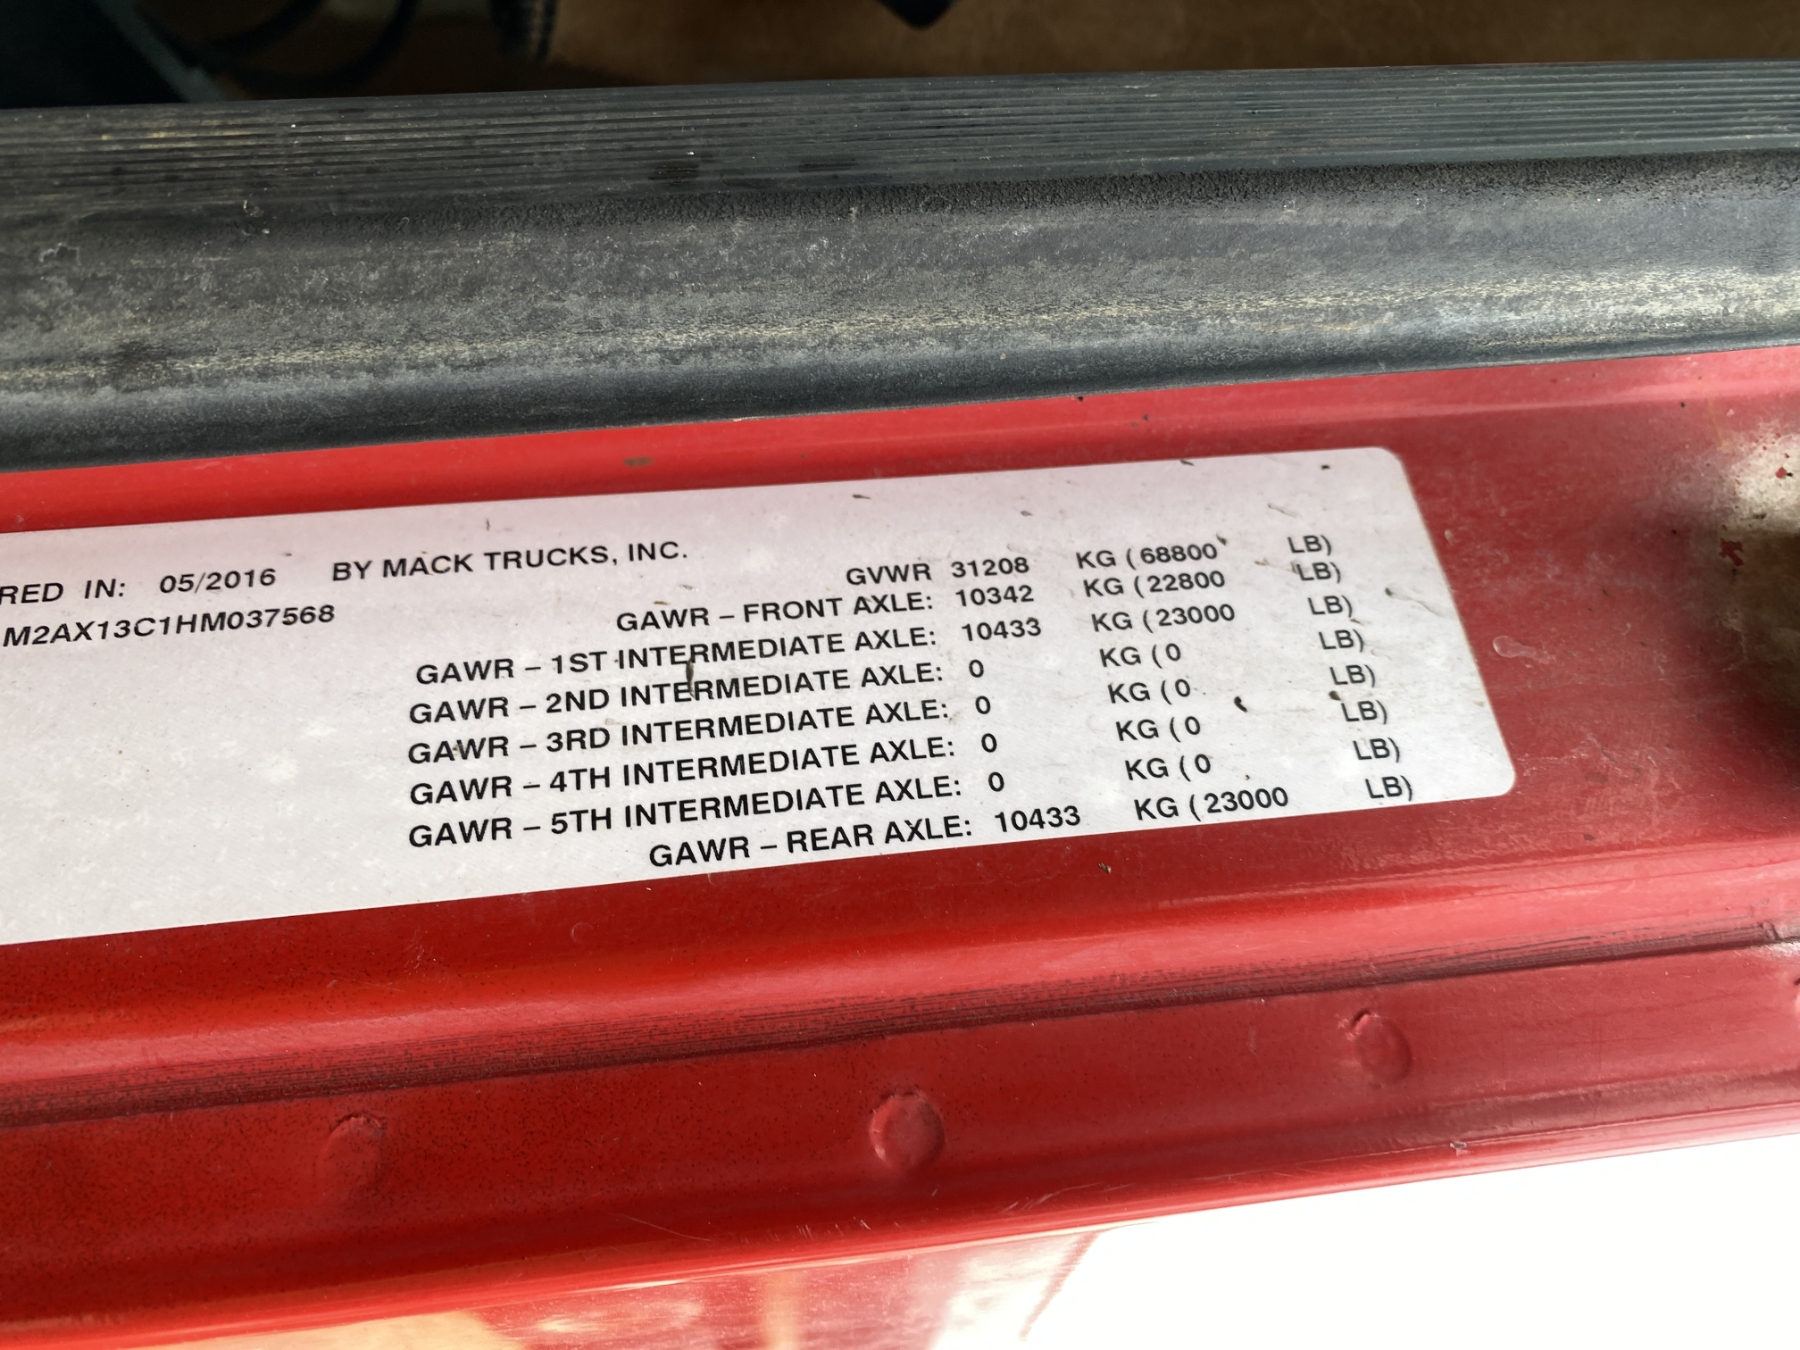 RED IN: 05/2016 BY MACK TRUCKS, INC.
M2AX13C1HM037568
GVWR 31208 KG (68800 LB)
GAWR – FRONT AXLE: 10342 KG (22800 LB)
GAWR – 1ST INTERMEDIATE AXLE: 10433 KG (23000 LB)
GAWR – 2ND INTERMEDIATE AXLE: 0 KG (0 LB)
GAWR – 3RD INTERMEDIATE AXLE: 0 KG (0 LB)
GAWR – 4TH INTERMEDIATE AXLE: 0 KG (0 LB)
GAWR – 5TH INTERMEDIATE AXLE: 0 KG (0 LB)
GAWR – REAR AXLE: 10433 KG (23000 LB)